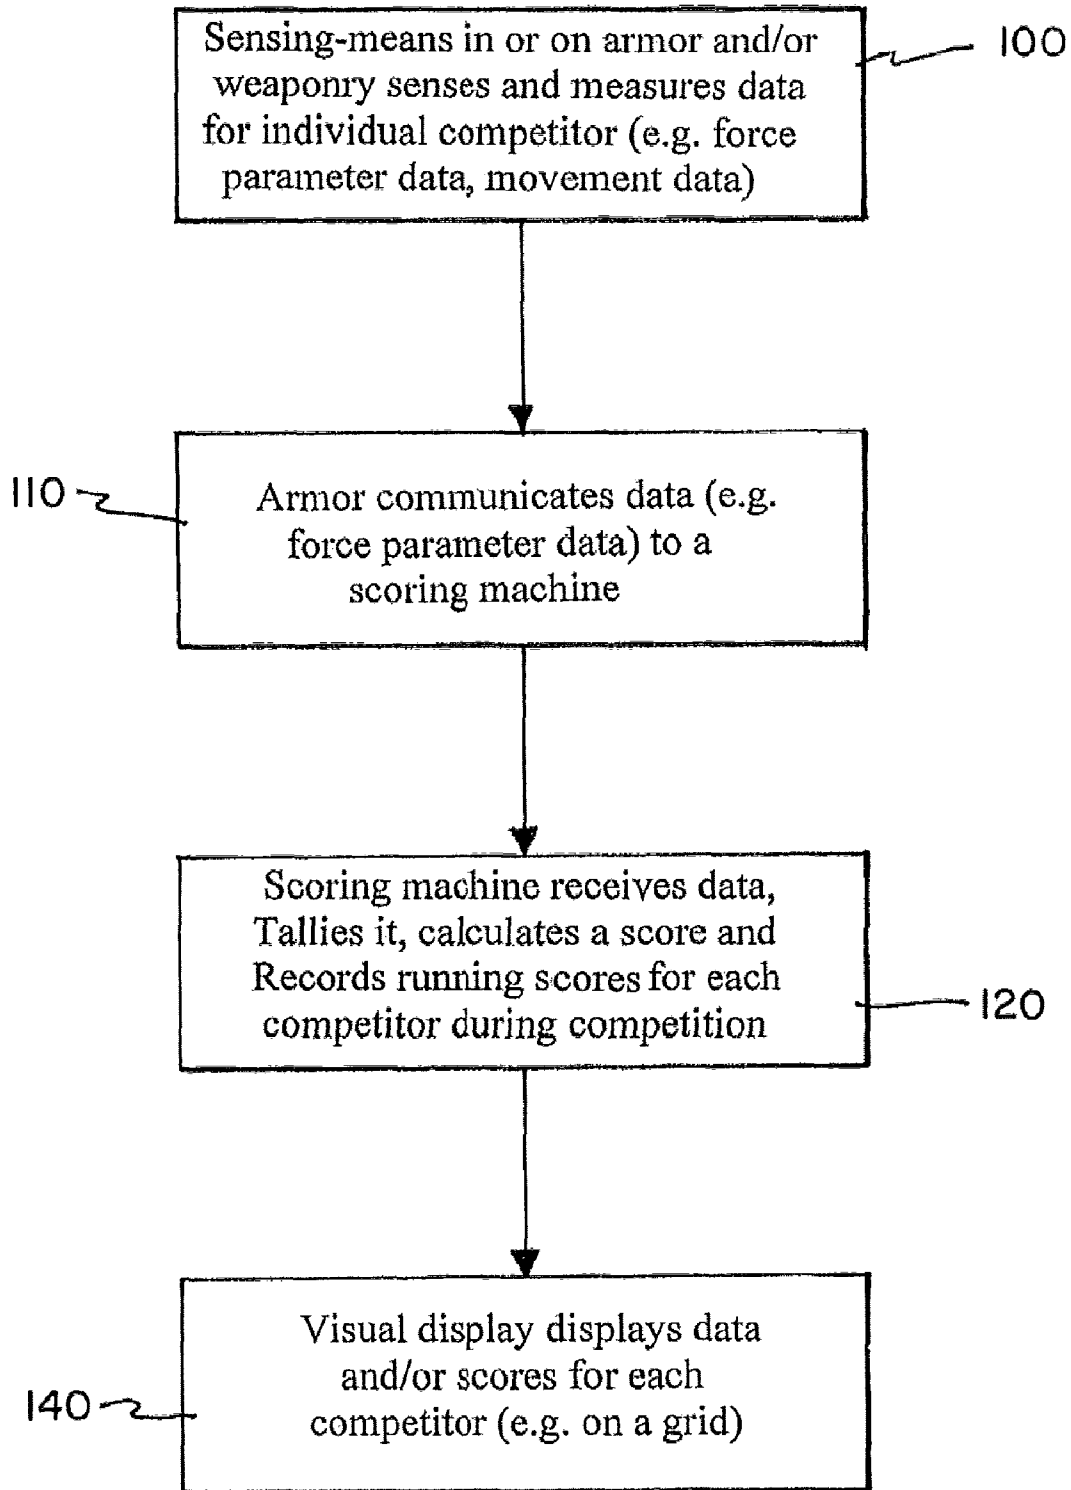 Sensing-means in or on armor and/or
weaponry senses and measures data
for individual competitor (e.g. force
parameter data, movement data)
100
110
Armor communicates data (e.g.
force parameter data) to a
scoring machine
Scoring machine receives data,
Tallies it, calculates a score and
Records running scores for each
competitor during competition
120
Visual display displays data
and/or scores for each
competitor (e.g. on a grid)
140